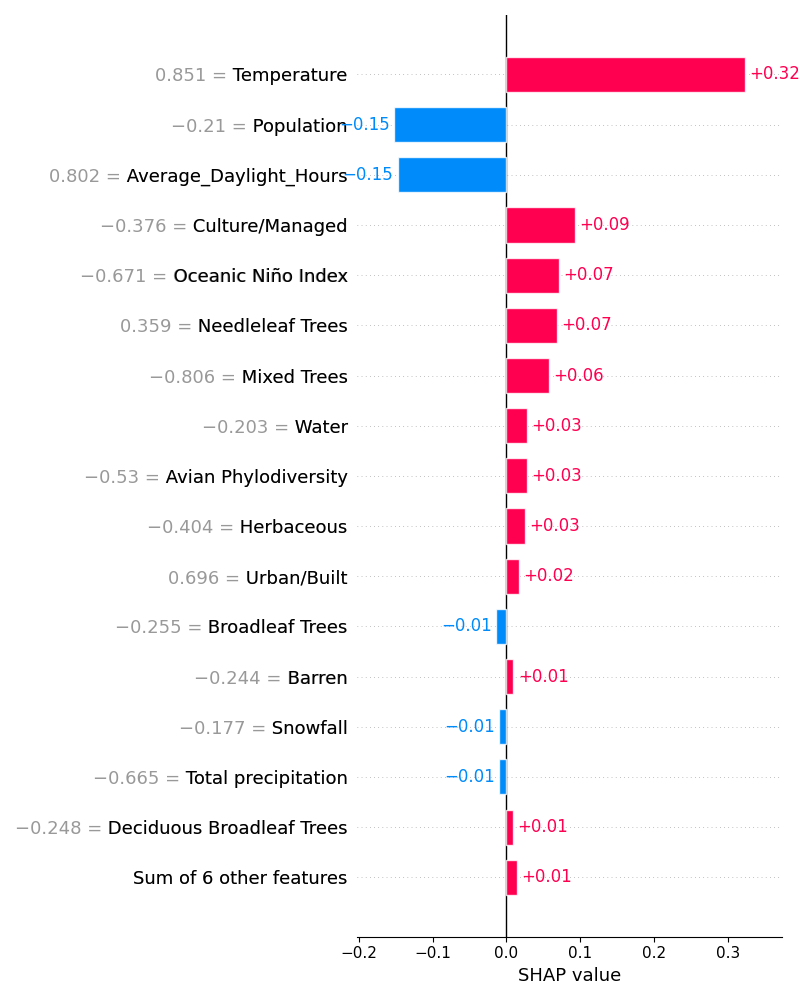 0.851 = Temperature +0.32
−0.21 = Population −0.15
0.802 = Average_Daylight_Hours −0.15
−0.376 = Culture/Managed +0.09
−0.671 = Oceanic Niño Index +0.07
0.359 = Needleleaf Trees +0.07
−0.806 = Mixed Trees +0.06
−0.203 = Water +0.03
−0.53 = Avian Phylodiversity +0.03
−0.404 = Herbaceous +0.03
0.696 = Urban/Built +0.02
−0.255 = Broadleaf Trees −0.01
−0.244 = Barren +0.01
−0.177 = Snowfall −0.01
−0.665 = Total precipitation −0.01
−0.248 = Deciduous Broadleaf Trees +0.01
Sum of 6 other features +0.01
−0.2 −0.1 0.0 0.1 0.2 0.3
SHAP value